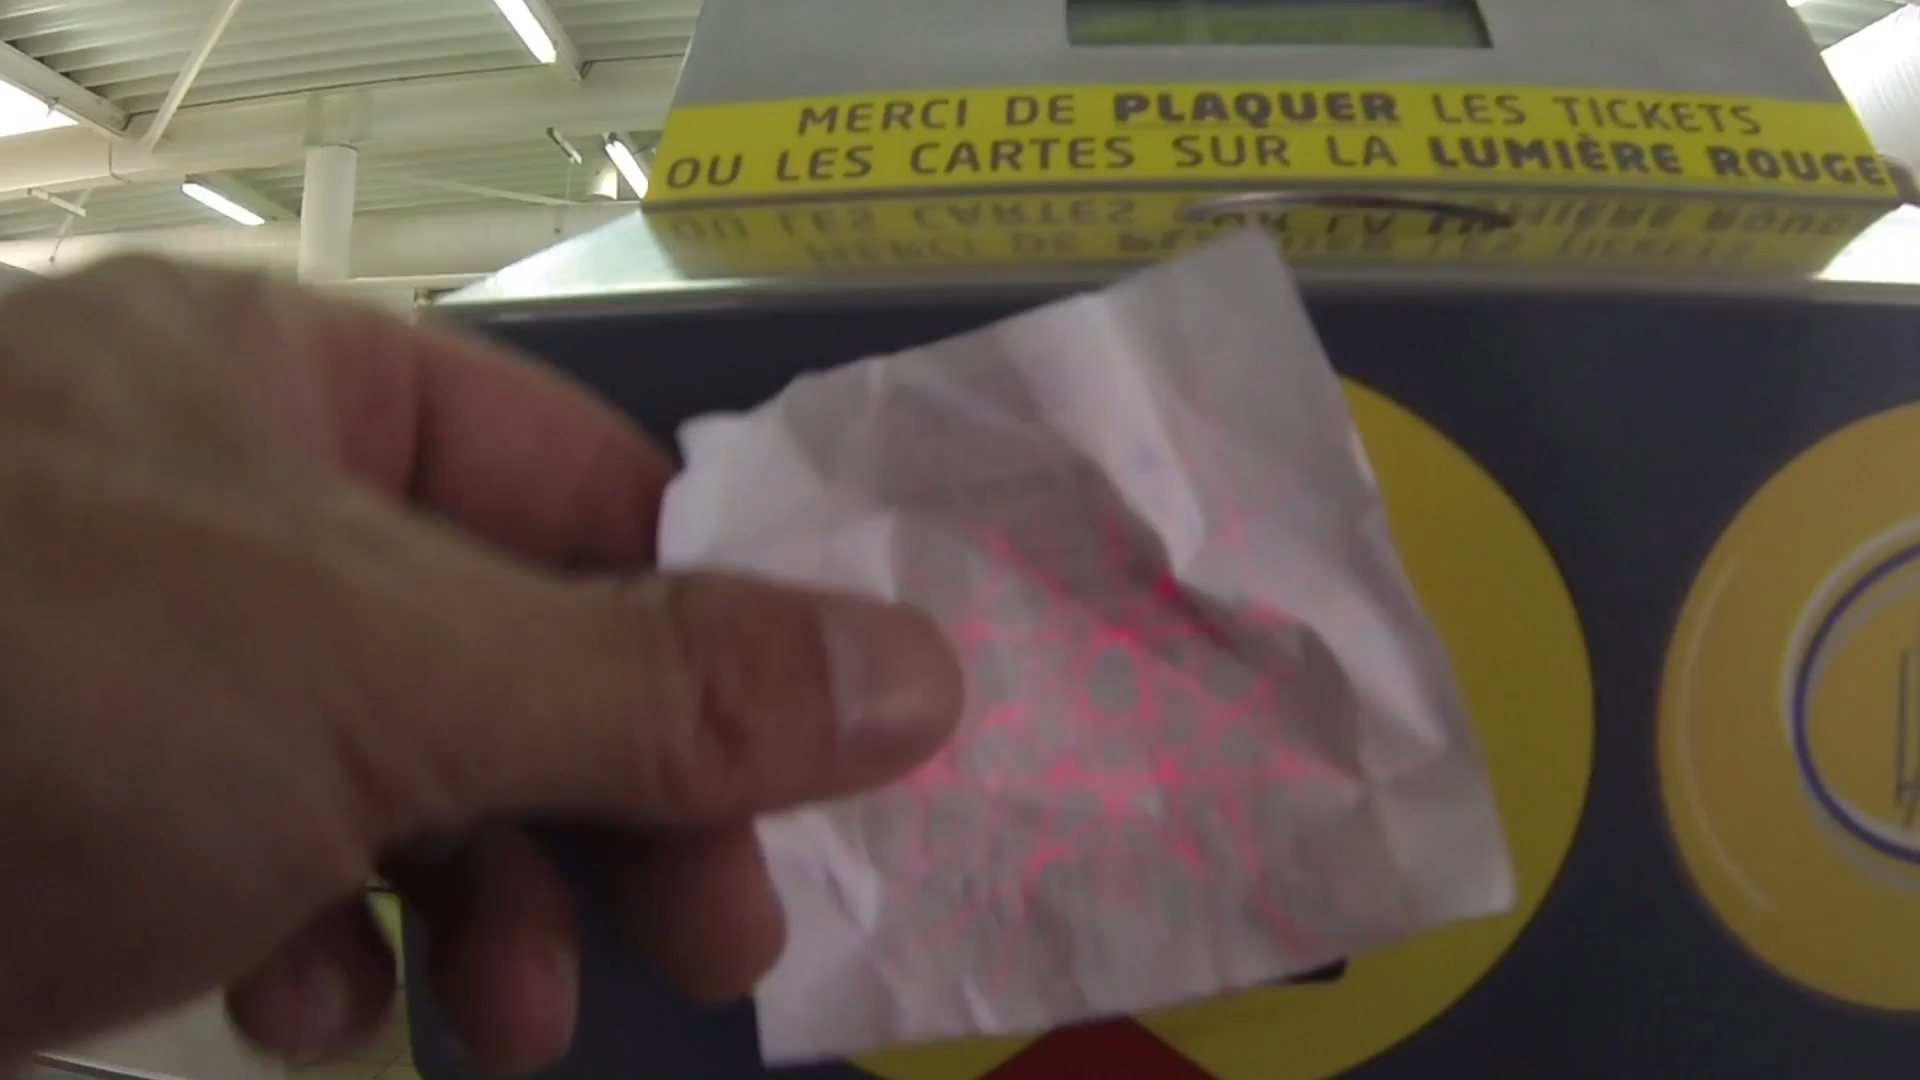 MERCI DE PLAQUER LES TICKETS
OU LES CARTES SUR LA LUMIÈRE ROUGE